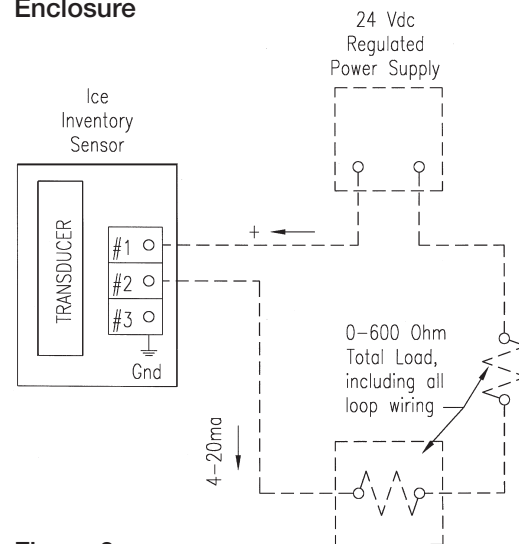 Enclosure
24 Vdc
Regulated
Power Supply
Ice
Inventory
Sensor
TRANSDUCER
#1
#2
#3
Gnd
+
0-600 Ohm
Total Load,
including all
loop wiring
4-20ma